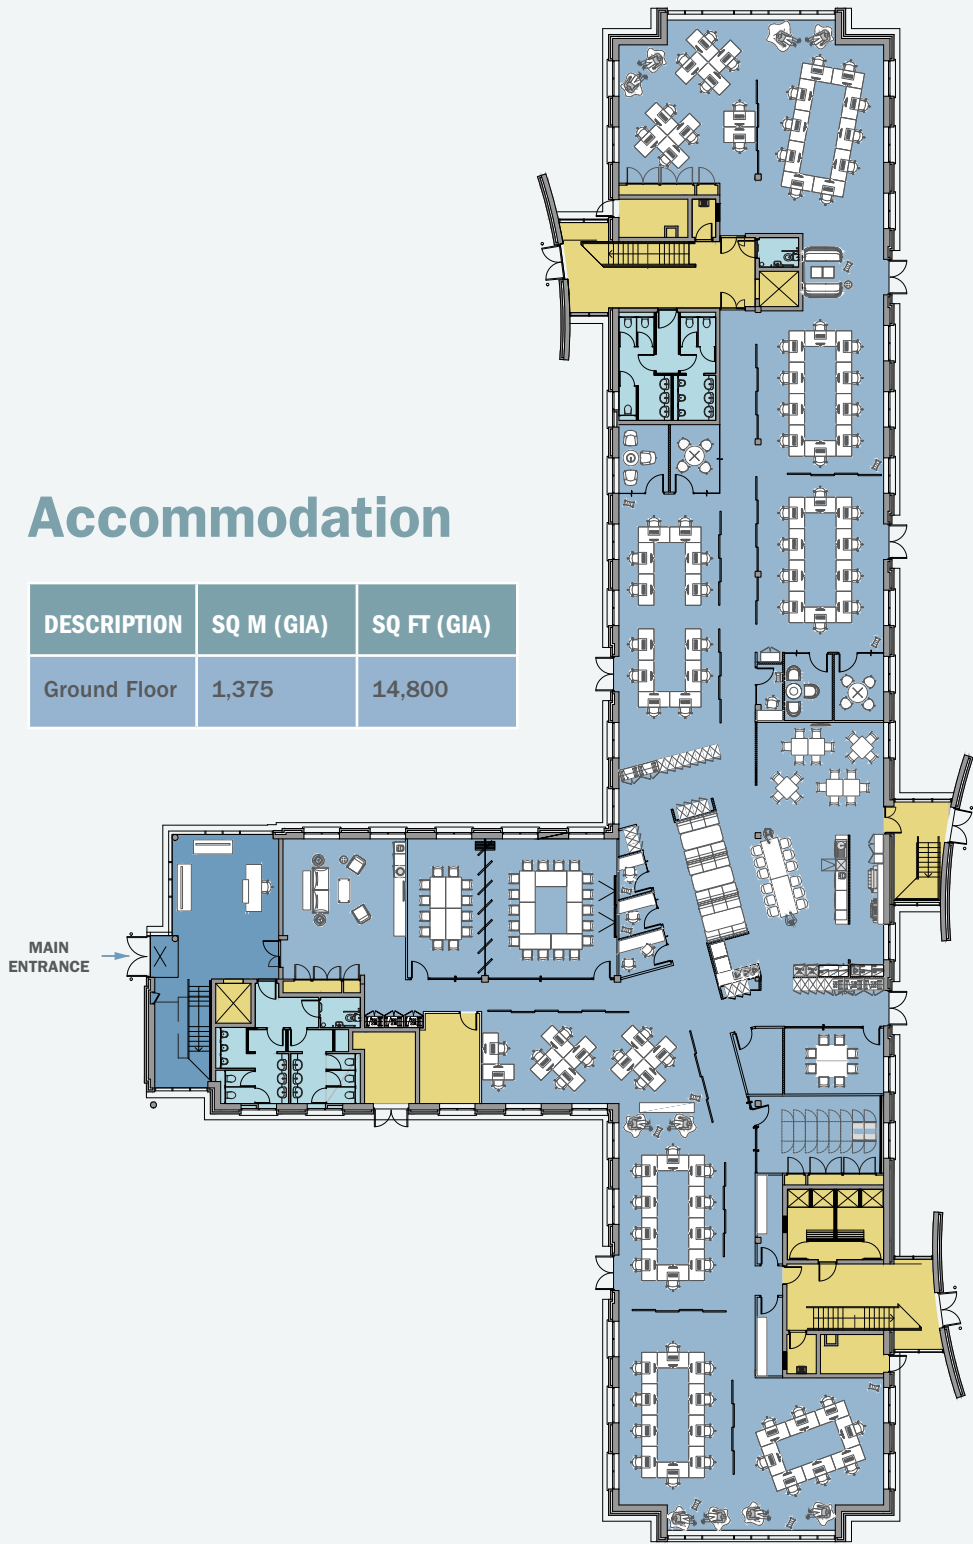 Accommodation
DESCRIPTION SQ M (GIA) SQ FT (GIA)
Ground Floor 1,375 14,800
MAIN
ENTRANCE